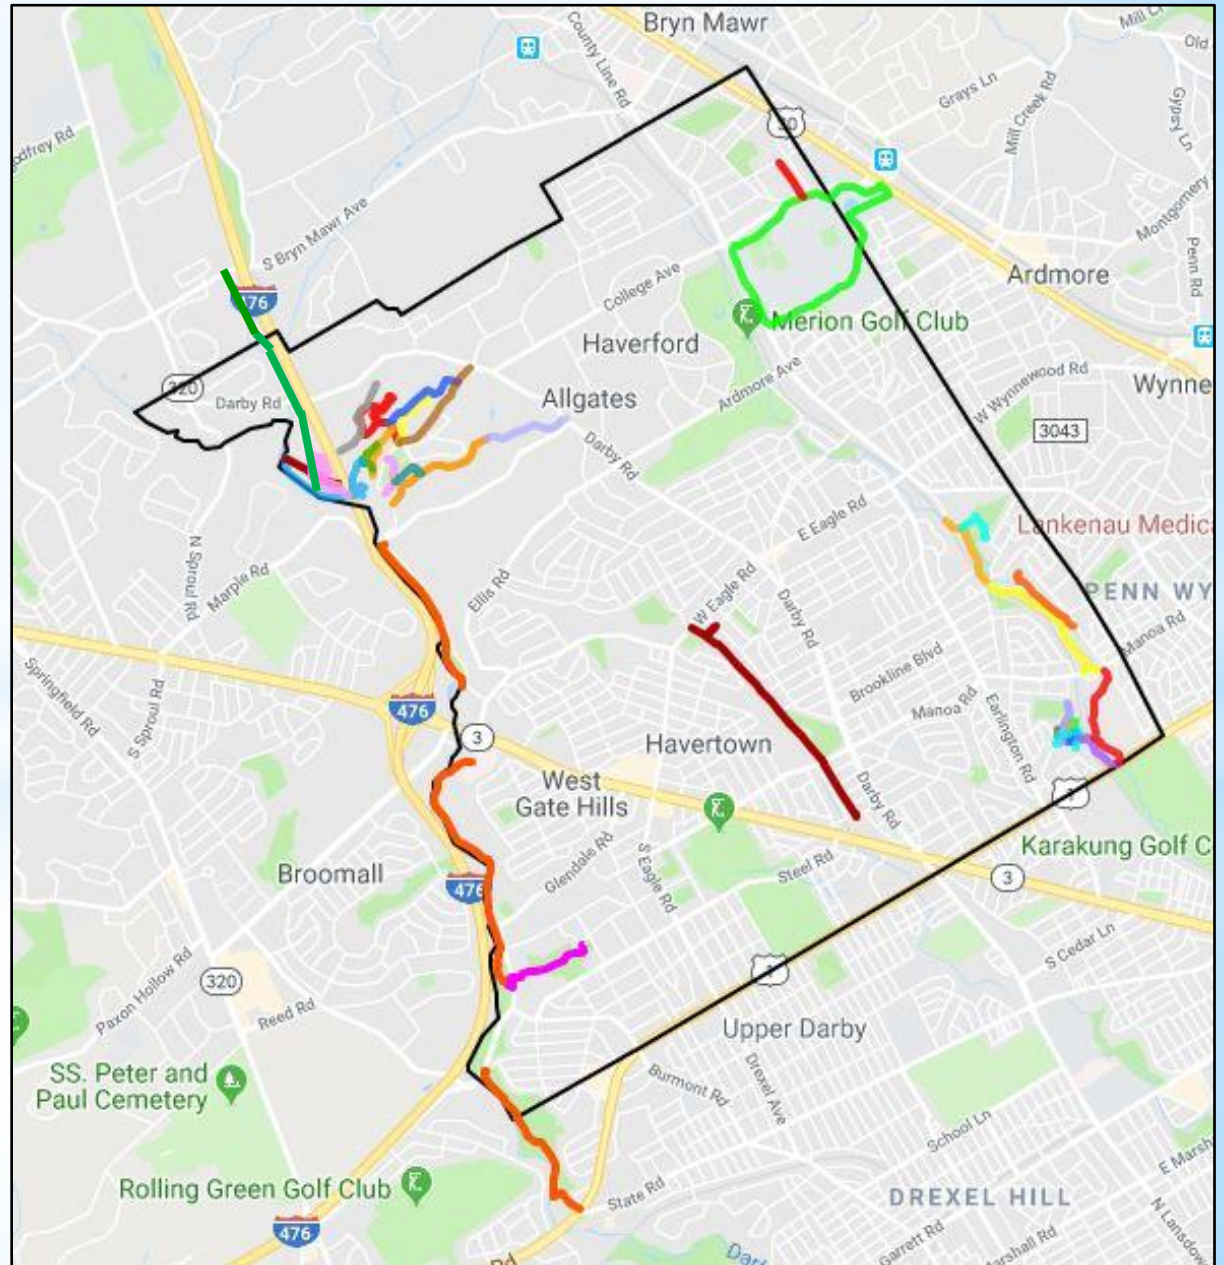 Bryn Mawr
County Line Rd
Old
Grays Ln
Mill Creek Rd
Gypsy Ln
30
Montgomery
Penn Rd
S Bryn Mawr Ave
476
College Ave
Ardmore
Merion Golf Club
Haverford
320
Darby Rd
Allgates
Ardmore Ave
W Wynnewood Rd
Wynne
3043
Darby Rd
E Eagle Rd
Lankenau Medica
N Sproul Rd
Marple Rd
Ellis Rd
W Eagle Rd
Darby Rd
PENN WY
Manoa Rd
Springfield Rd
S Sproul Rd
Brookline Blvd
Manoa Rd
Earlington Rd
476
3
Havertown
West
Gate Hills
Darby Rd
Karakung Golf C
Broomall
476
Glendale Rd
S Eagle Rd
Steel Rd
3
S Cedar Ln
320
Paxon Hollow Rd
Reed Rd
Upper Darby
SS. Peter and
Paul Cemetery
Burmont Rd
Drexel Ave
School Ln
E Marsh
Rolling Green Golf Club
State Rd
DREXEL HILL
N Lansdow
476
Garrett Rd
Rd